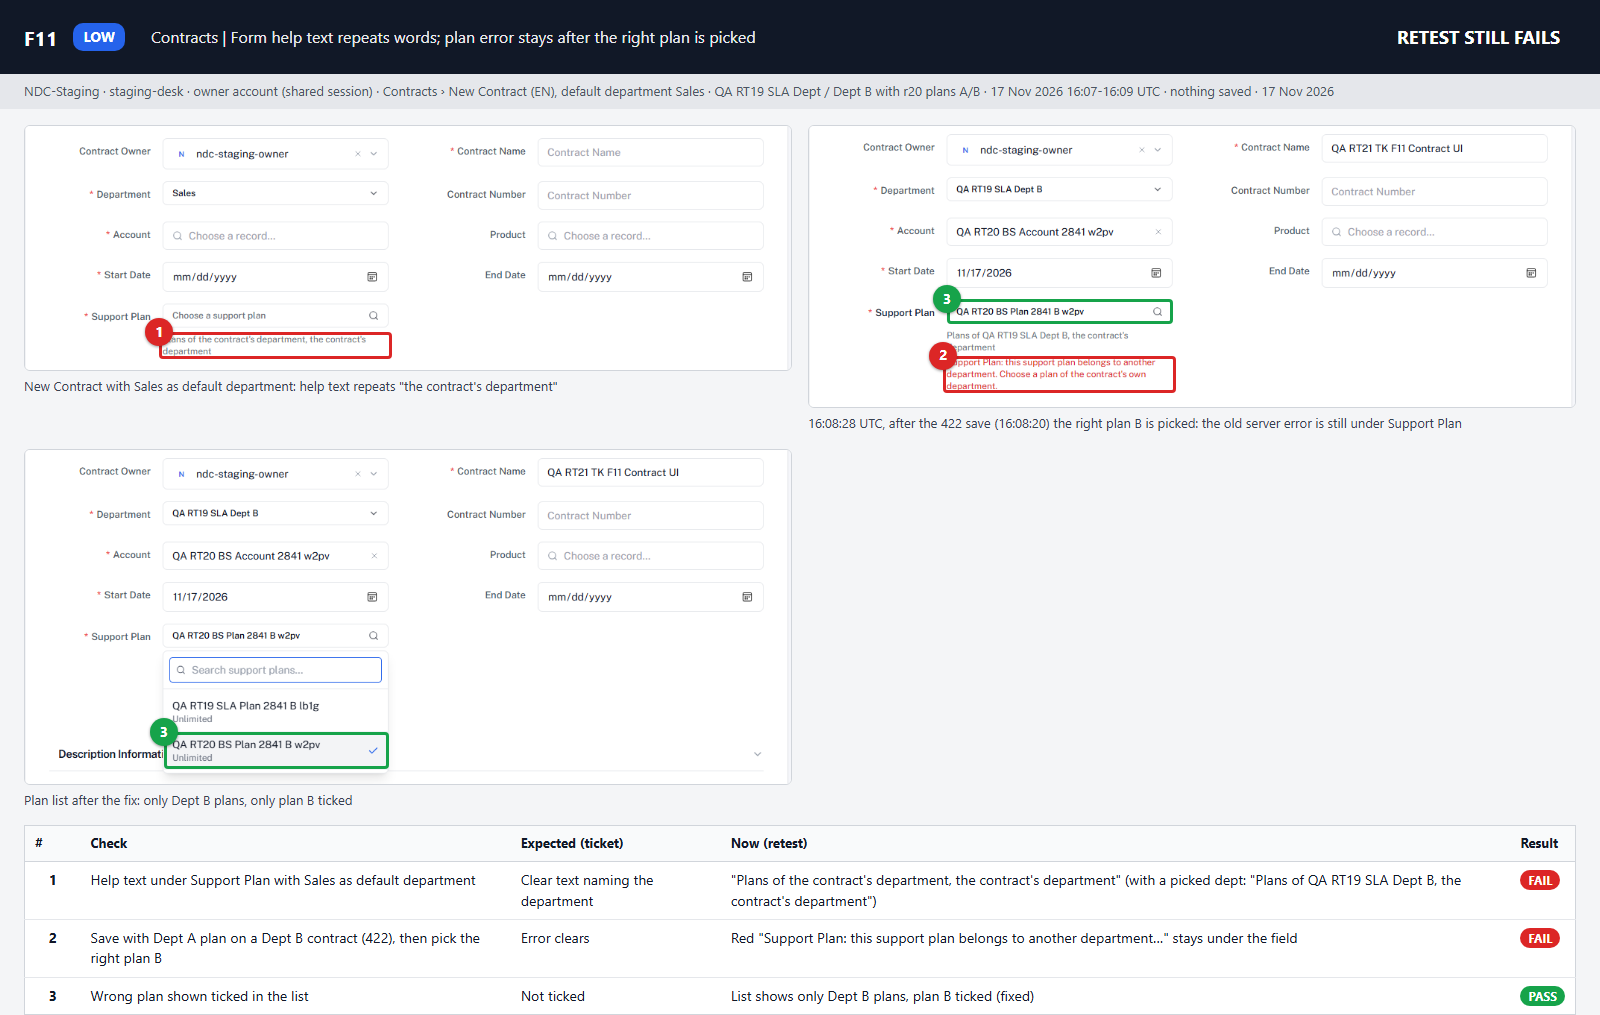 F11 LOW Contracts | Form help text repeats words; plan error stays after the right plan is picked RETEST STILL FAILS
NDC-Staging · staging-desk · owner account (shared session) · Contracts › New Contract (EN), default department Sales · QA RT19 SLA Dept / Dept B with r20 plans A/B · 17 Nov 2026 16:07-16:09 UTC · nothing saved · 17 Nov 2026
Contract Owner N ndc-staging-owner × * Contract Name Contract Name
* Department Sales Contract Number Contract Number
* Account Choose a record... Product Choose a record...
* Start Date mm/dd/yyyy End Date mm/dd/yyyy
* Support Plan Choose a support plan
1
of the contract's department, the contract's
department
New Contract with Sales as default department: help text repeats "the contract's department"
Contract Owner N ndc-staging-owner × * Contract Name QA RT21 TK F11 Contract UI
* Department QA RT19 SLA Dept B Contract Number Contract Number
* Account QA RT20 BS Account 2841 w2pv × Product Choose a record...
* Start Date 11/17/2026 End Date mm/dd/yyyy
3
* Support Plan QA RT20 BS Plan 2841 B w2pv
Plans of QA RT19 SLA Dept B, the contract's
department
2
Plan: this support plan belongs to another
department. Choose a plan of the contract's own
department.
16:08:28 UTC, after the 422 save (16:08:20) the right plan B is picked: the old server error is still under Support Plan
Contract Owner N ndc-staging-owner × * Contract Name QA RT21 TK F11 Contract UI
* Department QA RT19 SLA Dept B Contract Number Contract Number
* Account QA RT20 BS Account 2841 w2pv × Product Choose a record...
* Start Date 11/17/2026 End Date mm/dd/yyyy
* Support Plan QA RT20 BS Plan 2841 B w2pv
Search support plans...
QA RT19 SLA Plan 2841 B lb1g
Unlimited
3
QA RT20 BS Plan 2841 B w2pv
Unlimited
Description Informati
Plan list after the fix: only Dept B plans, only plan B ticked
# Check Expected (ticket) Now (retest) Result
1 Help text under Support Plan with Sales as default department Clear text naming the department "Plans of the contract's department, the contract's department" (with a picked dept: "Plans of QA RT19 SLA Dept B, the contract's department") FAIL
2 Save with Dept A plan on a Dept B contract (422), then pick the right plan B Error clears Red "Support Plan: this support plan belongs to another department..." stays under the field FAIL
3 Wrong plan shown ticked in the list Not ticked List shows only Dept B plans, plan B ticked (fixed) PASS